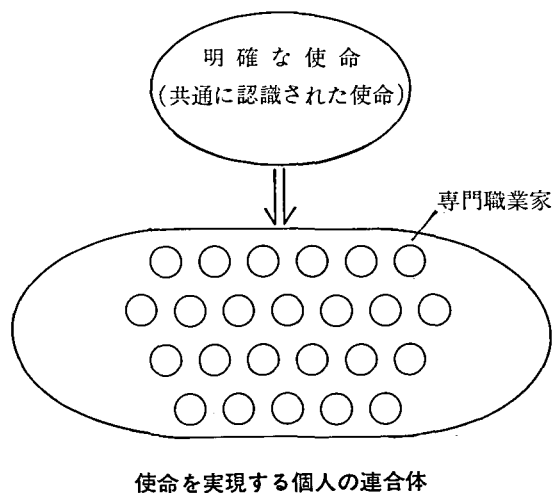 明確な使命
(共通に認識された使命)
専門職業家
使命を実現する個人の連合体